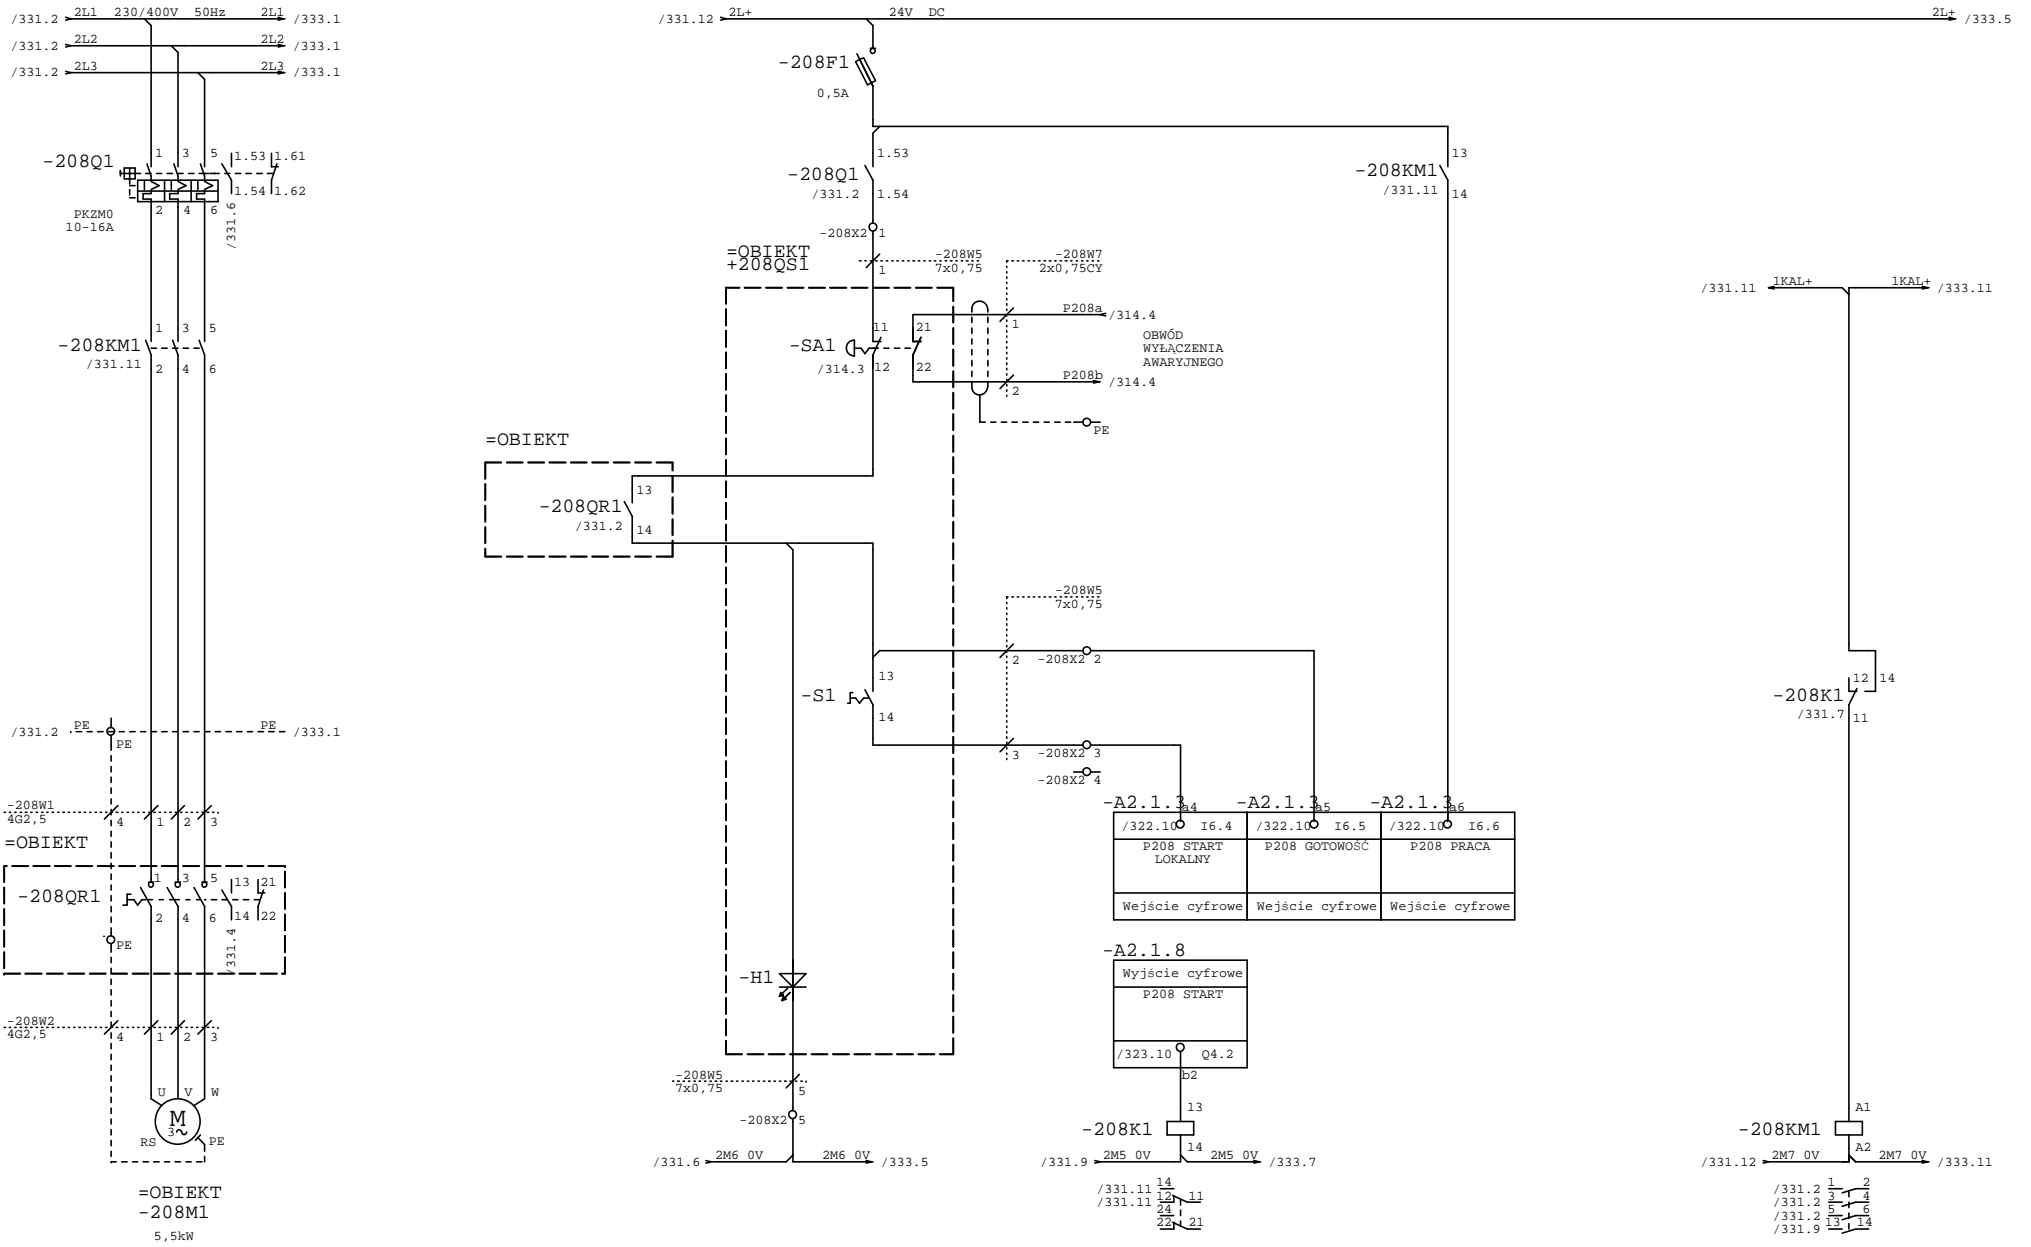 /331.2 2L1 230/400V 50Hz 2L1 /333.1
/331.2 2L2 2L2 /333.1
/331.2 2L3 2L3 /333.1
-208Q1
1 3 5 1.53 1.61
1.54 1.62
2 4 6
PKZM0
10-16A
/331.6
1 3 5
-208KM1
/331.11 2 4 6
/331.2 PE PE /333.1
PE
-208W1
4G2,5
4 1 2 3
=OBIEKT
-208QR1
1 3 5 13 21
2 4 6 14 22
PE
/331.4
-208W2
4G2,5
4 1 2 3
U V W
M
3~
RS PE
=OBIEKT
-208M1
5,5kW
/331.12 2L+ 24V DC 2L+ /333.5
-208F1
0,5A
1.53
-208Q1
/331.2 1.54
-208X2 1
=OBIEKT
+208QS1
-208W5
7x0,75
1
-208W7
2x0,75CY
P208a /314.4
1
11 21
-SA1
/314.3 12 22
OBWÓD
WYŁĄCZENIA
AWARYJNEGO
P208b /314.4
2
PE
=OBIEKT
13
-208QR1
/331.2 14
-208W5
7x0,75
2 -208X2 2
13
-S1
14
3 -208X2 3
-208X2 4
13
-208KM1
/331.11 14
-A2.1.3 a4 -A2.1.3 a5 -A2.1.3 a6
/322.10 I6.4 /322.10 I6.5 /322.10 I6.6
P208 START
LOKALNY
P208 GOTOWOŚĆ
P208 PRACA
Wejście cyfrowe Wejście cyfrowe Wejście cyfrowe
-A2.1.8
Wyjście cyfrowe
P208 START
/323.10 Q4.2
b2
-H1
-208W5
7x0,75
5
-208X2 5
/331.6 2M6 0V 2M6 0V /333.5
13
-208K1
14
/331.9 2M5 0V 2M5 0V /333.7
/331.11 14
/331.11 12 11
24
22 21
/331.11 1KAL+ 1KAL+ /333.11
12 14
-208K1
/331.7 11
A1
-208KM1
A2
/331.12 2M7 0V 2M7 0V /333.11
/331.2 1 2
/331.2 3 4
/331.2 5 6
/331.9 13 14